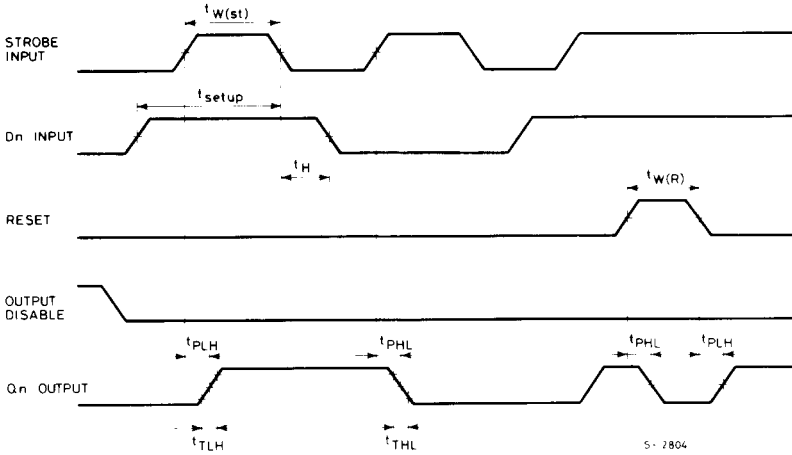 tW(st)
STROBE
INPUT
tsetup
Dn INPUT
tH
tW(R)
RESET
OUTPUT
DISABLE
tPLH
tPHL
tPHL
tPLH
Qn OUTPUT
tTLH
tTHL
S-2804